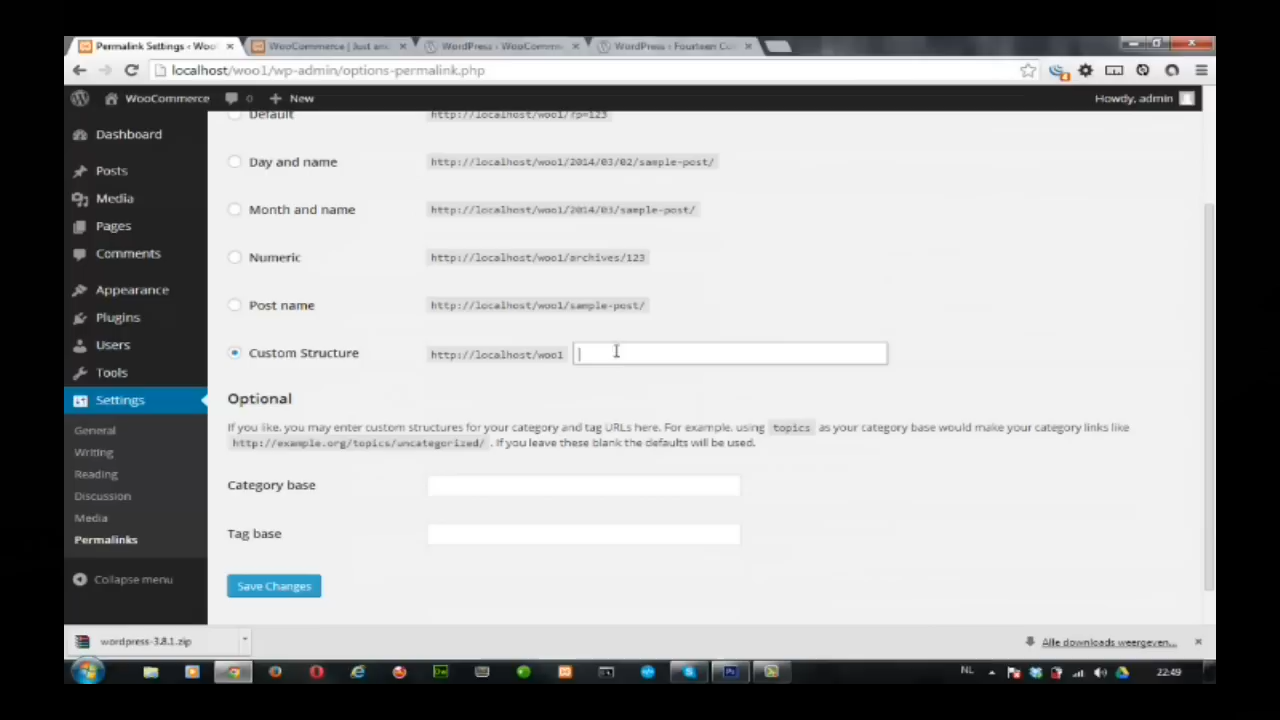 Permalink Settings ‹ Woo
WooCommerce | Just an
WordPress › WooComm
WordPress › Fourteen Co
localhost/woo1/wp-admin/options-permalink.php
WooCommerce 0 New Howdy, admin
Dashboard
Posts
Media
Pages
Comments
Appearance
Plugins
Users
Tools
Settings
General
Writing
Reading
Discussion
Media
Permalinks
Collapse menu
Default http://localhost/woo1/?p=123
Day and name http://localhost/woo1/2014/03/02/sample-post/
Month and name http://localhost/woo1/2014/03/sample-post/
Numeric http://localhost/woo1/archives/123
Post name http://localhost/woo1/sample-post/
Custom Structure http://localhost/woo1
Optional
If you like, you may enter custom structures for your category and tag URLs here. For example, using topics as your category base would make your category links like
http://example.org/topics/uncategorized/ . If you leave these blank the defaults will be used.
Category base
Tag base
Save Changes
wordpress-3.8.1.zip
Alle downloads weergeven...
NL 22:49